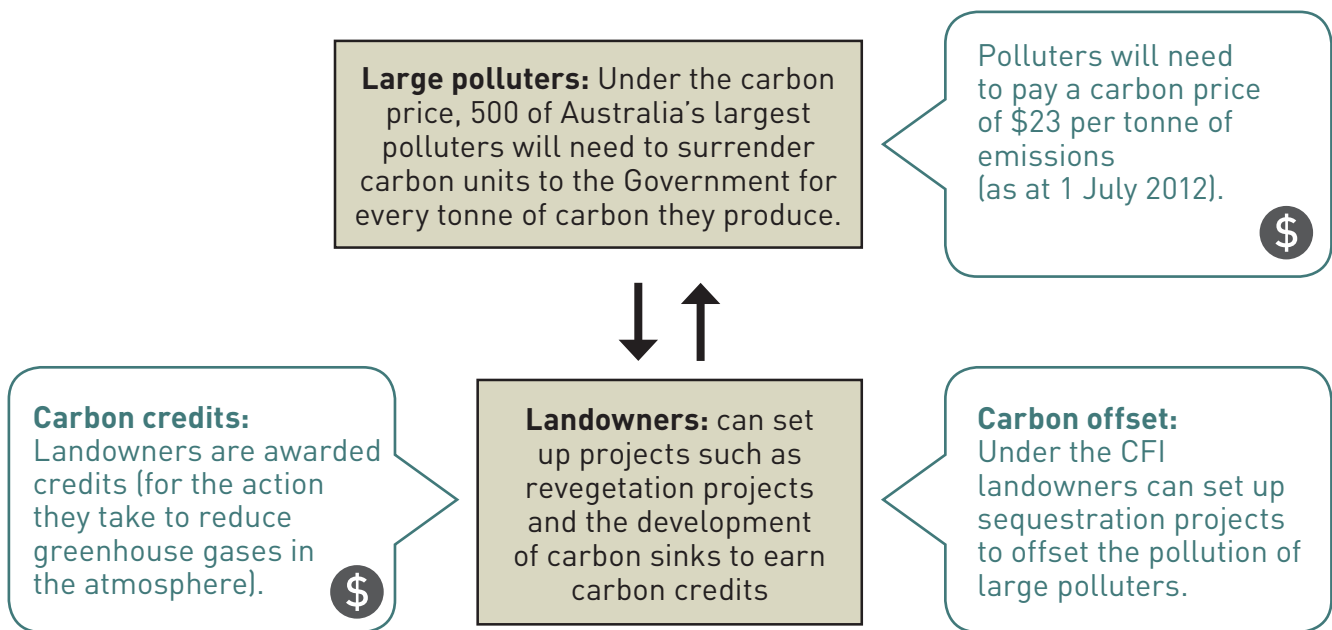 Large polluters: Under the carbon
price, 500 of Australia’s largest
polluters will need to surrender
carbon units to the Government for
every tonne of carbon they produce.
Polluters will need
to pay a carbon price
of $23 per tonne of
emissions
(as at 1 July 2012).
$
Carbon credits:
Landowners are awarded
credits (for the action
they take to reduce
greenhouse gases in
the atmosphere).
$
Landowners: can set
up projects such as
revegetation projects
and the development
of carbon sinks to earn
carbon credits
Carbon offset:
Under the CFI
landowners can set up
sequestration projects
to offset the pollution of
large polluters.